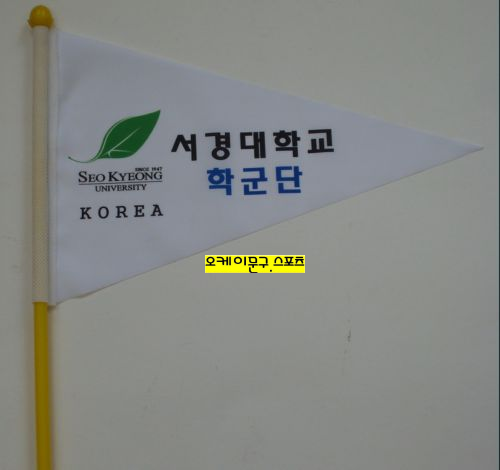 서경대학교
학군단
SINCE 1947
SEO KYEONG
UNIVERSITY
KOREA
오케이문구.스포츠